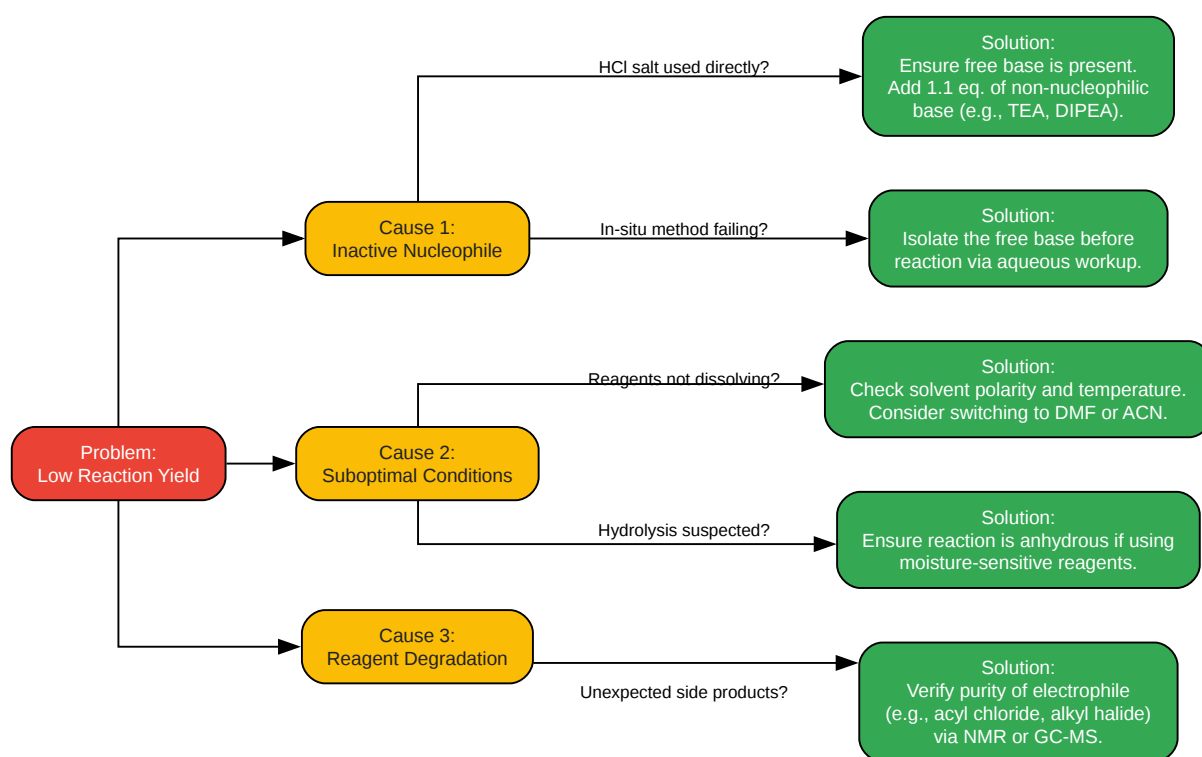 HCl salt used directly?
Solution:
Ensure free base is present.
Add 1.1 eq. of non-nucleophilic
base (e.g., TEA, DIPEA).
Cause 1:
Inactive Nucleophile
In-situ method failing?
Solution:
Isolate the free base before
reaction via aqueous workup.
Problem:
Low Reaction Yield
Cause 2:
Suboptimal Conditions
Reagents not dissolving?
Solution:
Check solvent polarity and temperature.
Consider switching to DMF or ACN.
Hydrolysis suspected?
Solution:
Ensure reaction is anhydrous if using
moisture-sensitive reagents.
Cause 3:
Reagent Degradation
Unexpected side products?
Solution:
Verify purity of electrophile
(e.g., acyl chloride, alkyl halide)
via NMR or GC-MS.